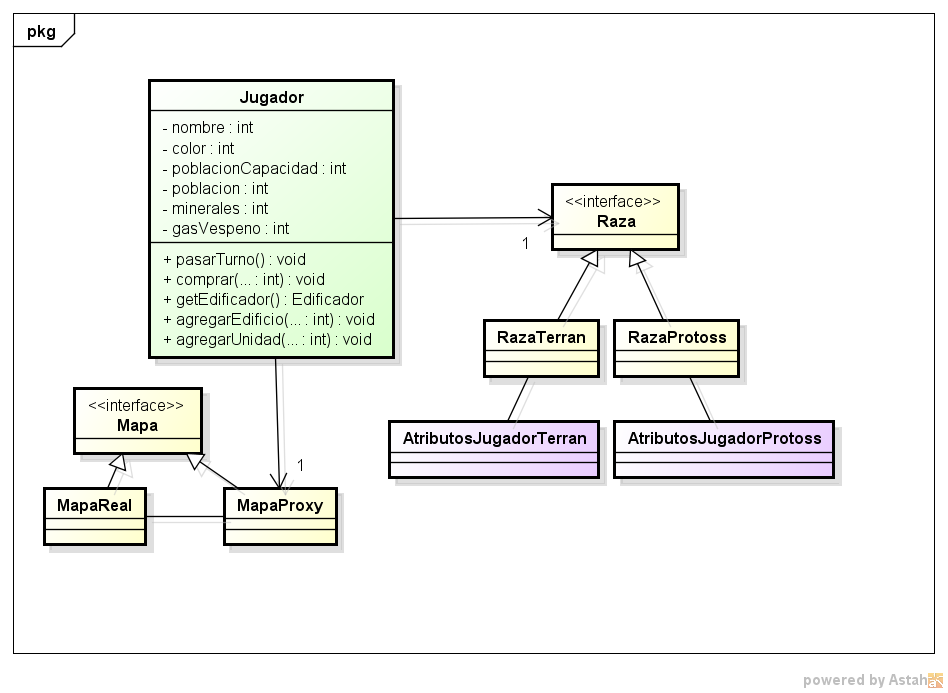 pkg
Jugador
- nombre : int
- color : int
- poblacionCapacidad : int
- poblacion : int
- minerales : int
- gasVespeno : int
+ pasarTurno() : void
+ comprar(... : int) : void
+ getEdificador() : Edificador
+ agregarEdificio(... : int) : void
+ agregarUnidad(... : int) : void
<<interface>>
Raza
1
RazaTerran
RazaProtoss
AtributosJugadorTerran
AtributosJugadorProtoss
<<interface>>
Mapa
1
MapaReal
MapaProxy
powered by Astah